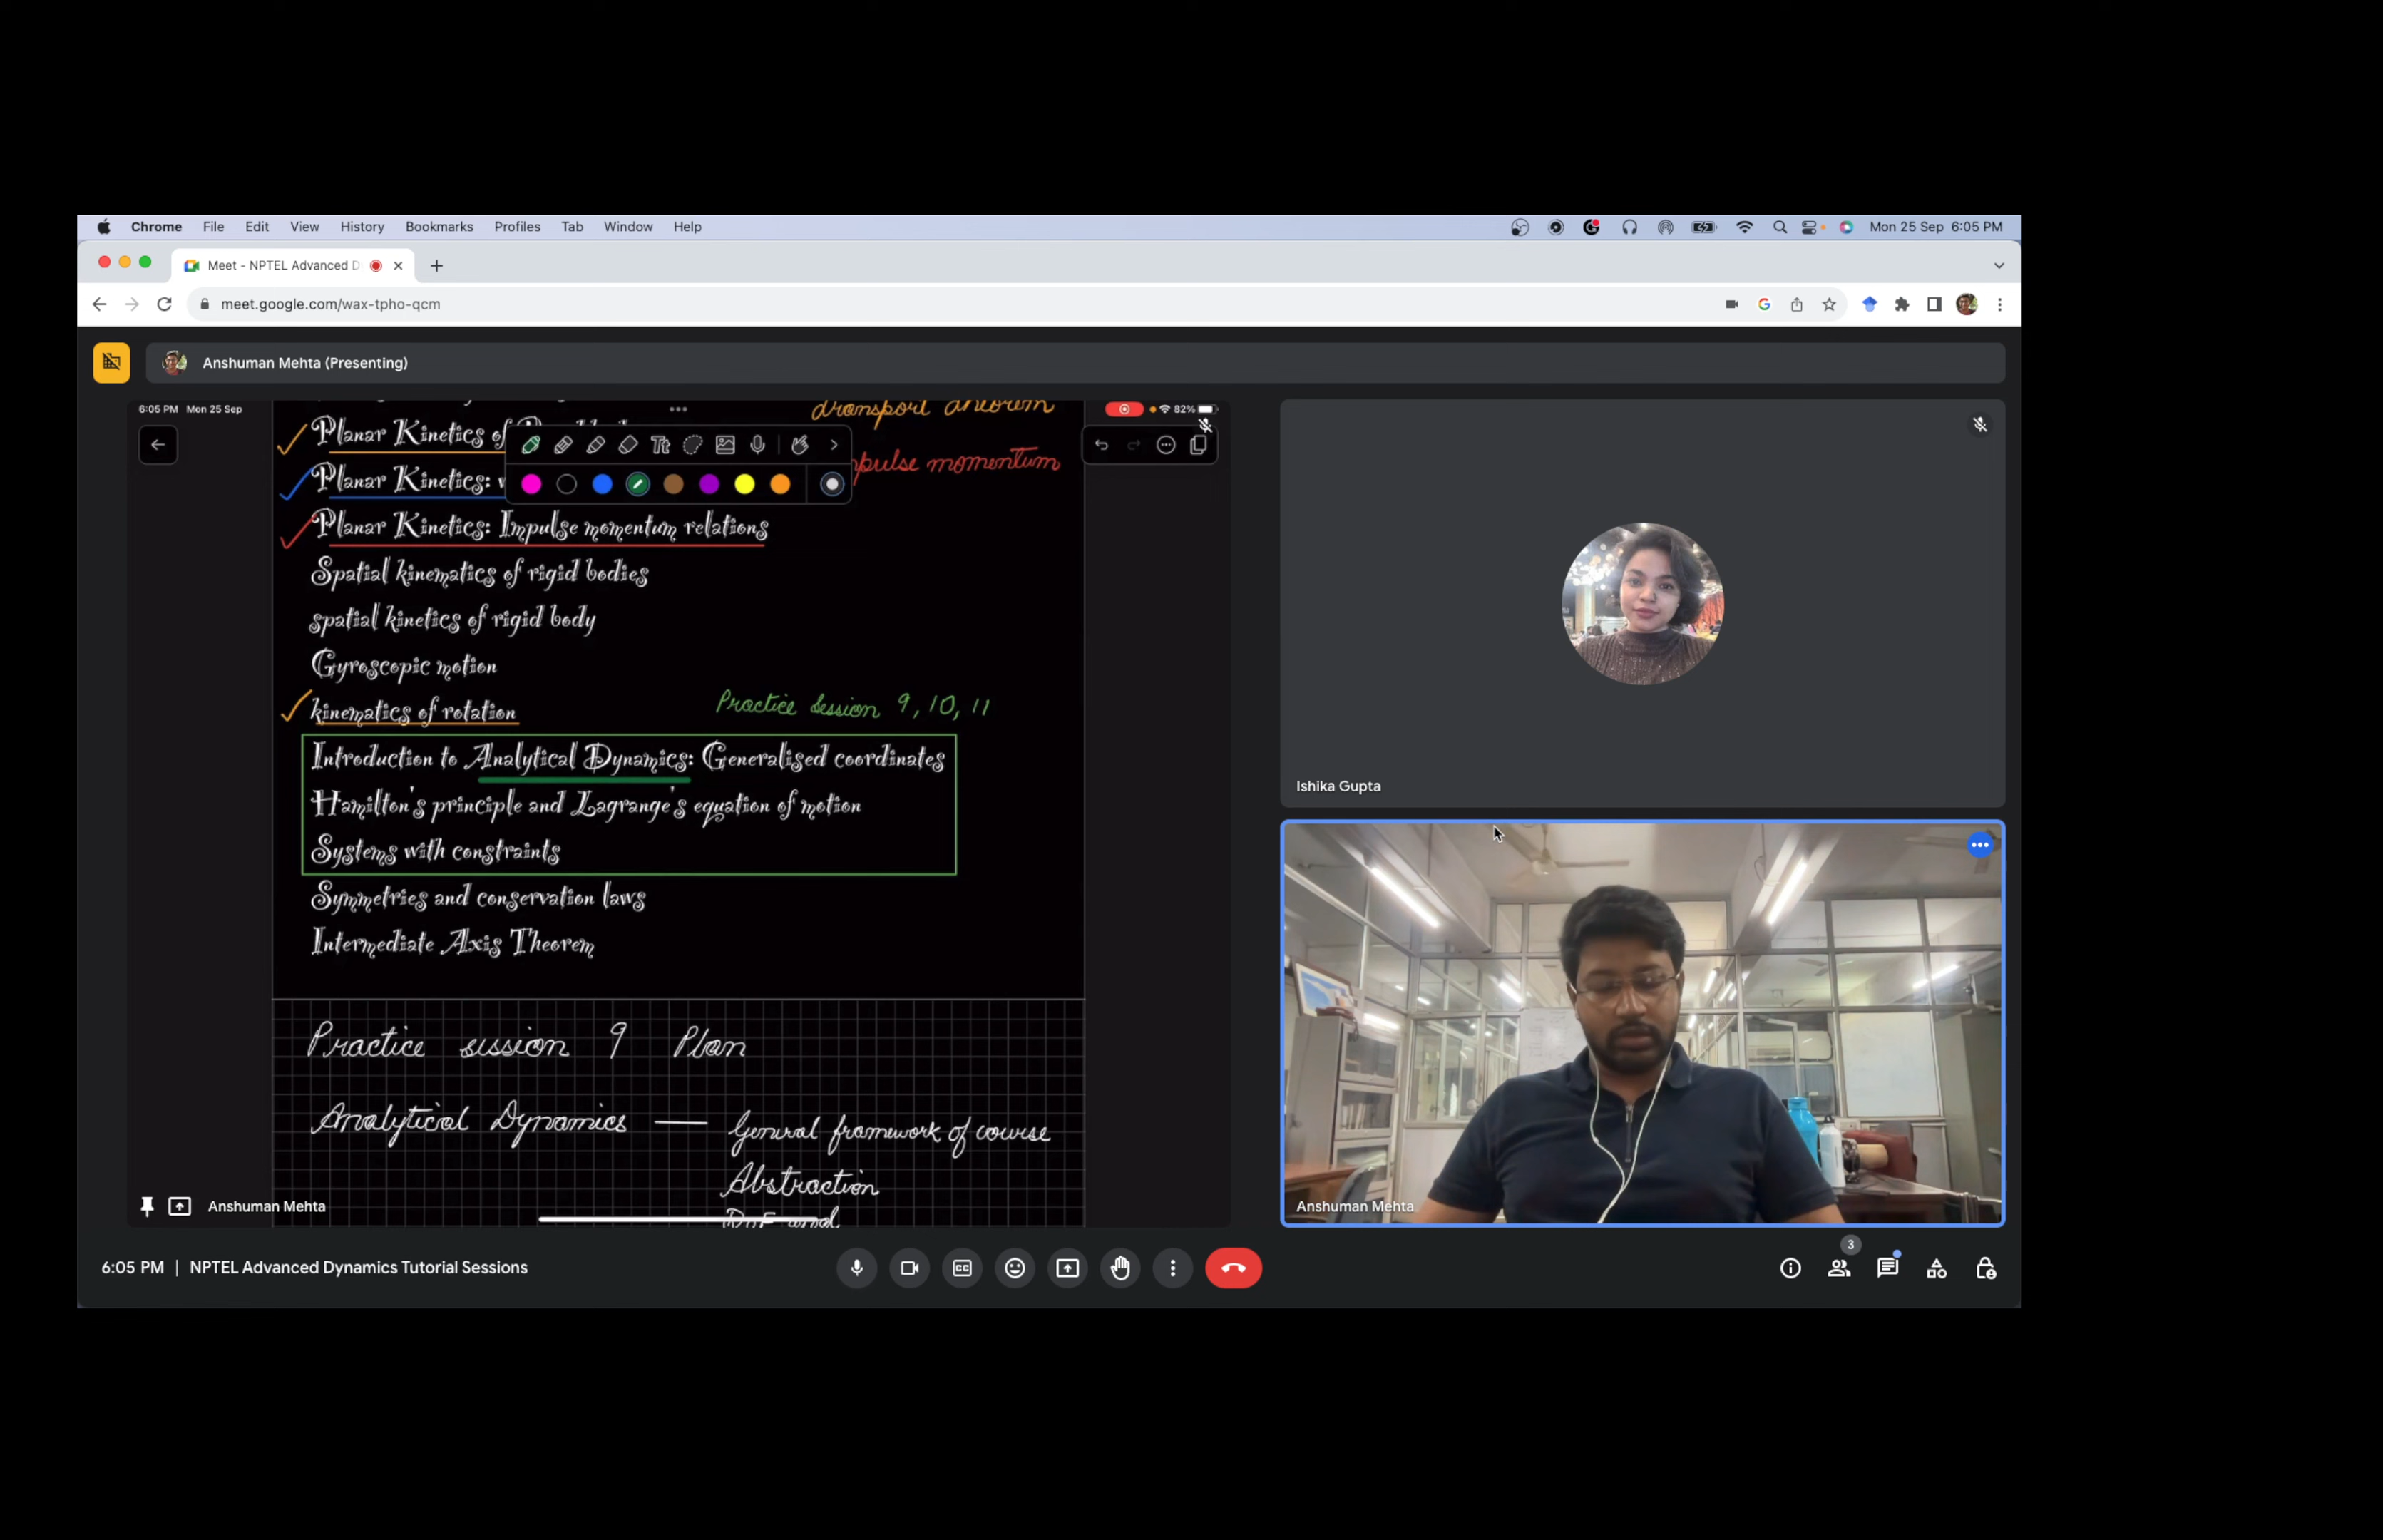 Chrome File Edit View History Bookmarks Profiles Tab Window Help Mon 25 Sep 6:05 PM
Meet - NPTEL Advanced D
meet.google.com/wax-tpho-qcm
Anshuman Mehta (Presenting)
6:05 PM Mon 25 Sep
82%
transport theorem
Planar Kinetics of
pulse momentum
Planar Kinetics:
Planar Kinetics: Impulse momentum relations
Spatial kinematics of rigid bodies
spatial kinetics of rigid body
Gyroscopic motion
kinematics of rotation
Practice Session 9, 10, 11
Introduction to Analytical Dynamics: Generalised coordinates
Hamilton's principle and Lagrange's equation of motion
Systems with constraints
Symmetries and conservation laws
Intermediate Axis Theorem
Practice session 9 Plan
Analytical Dynamics — General framework of course
Abstraction
Anshuman Mehta
Ishika Gupta
Anshuman Mehta
6:05 PM | NPTEL Advanced Dynamics Tutorial Sessions
CC
3